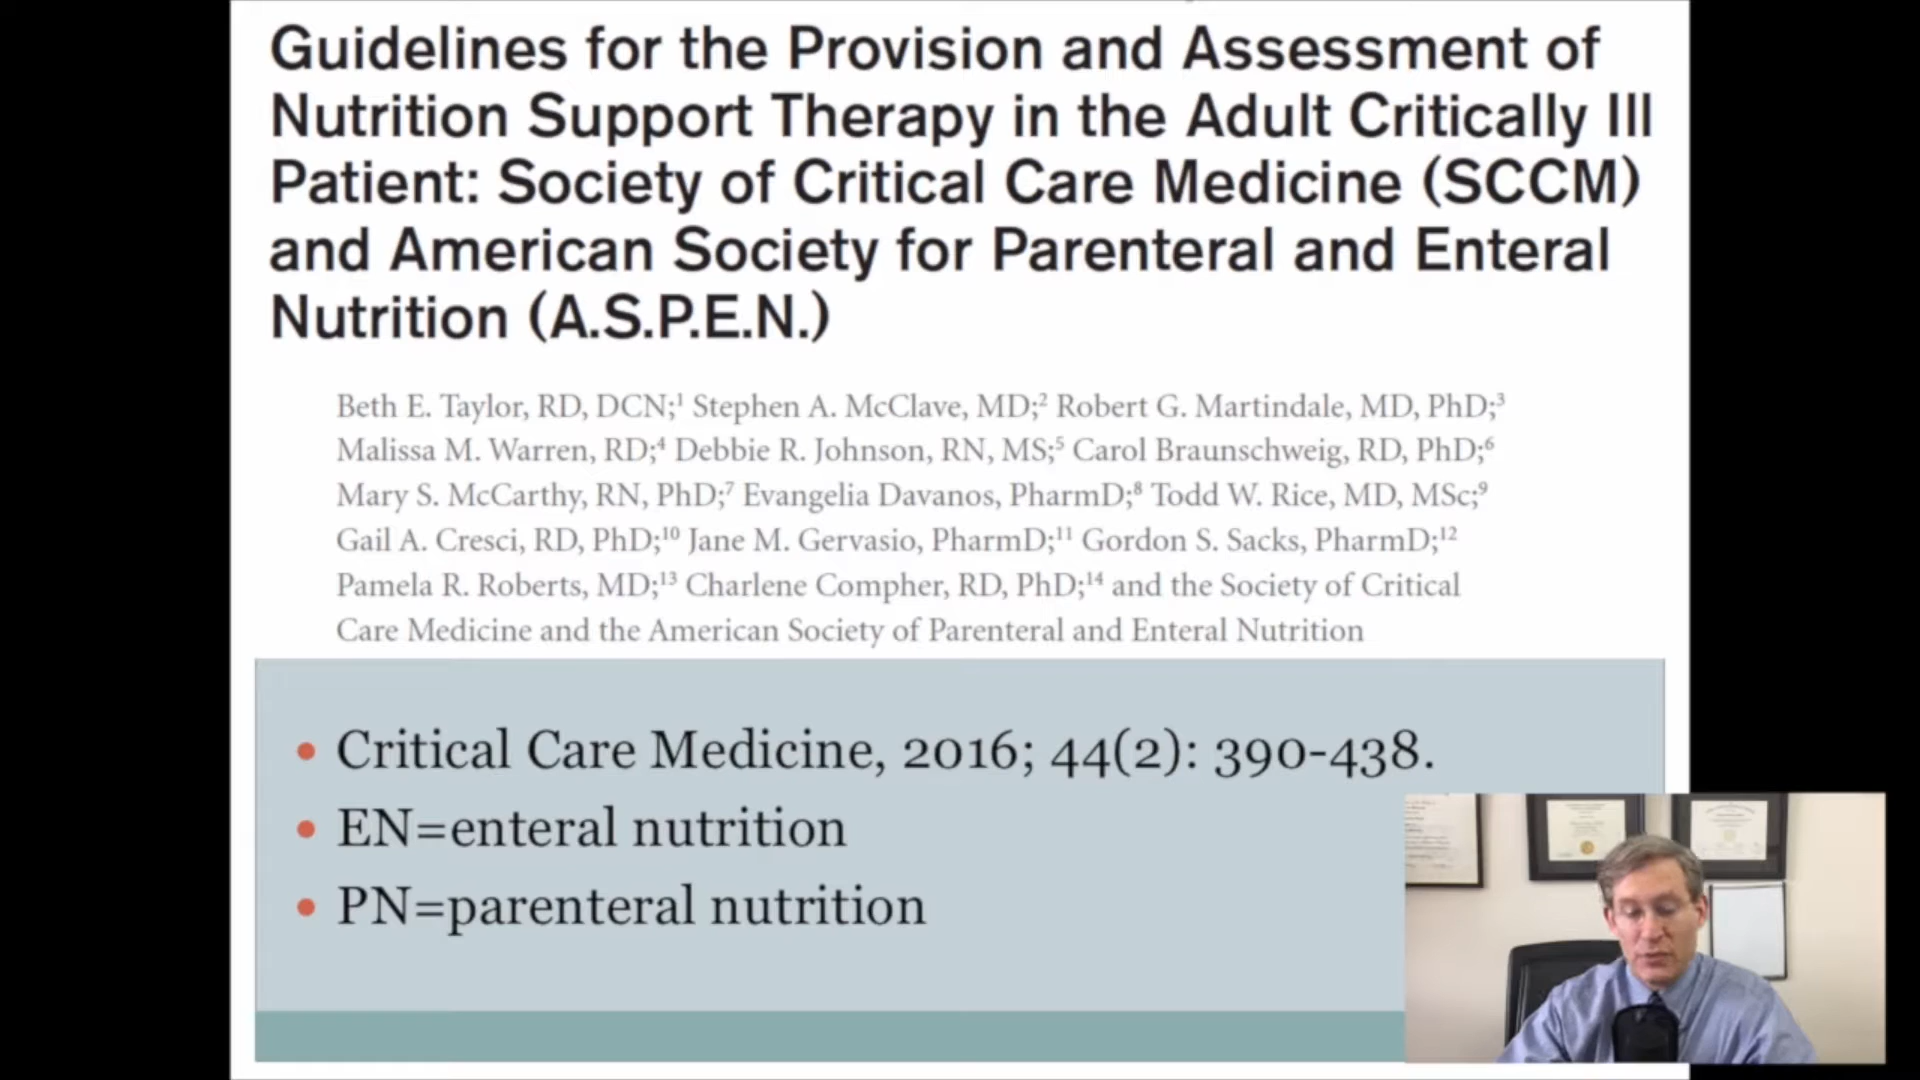 Guidelines for the Provision and Assessment of
Nutrition Support Therapy in the Adult Critically Ill
Patient: Society of Critical Care Medicine (SCCM)
and American Society for Parenteral and Enteral
Nutrition (A.S.P.E.N.)
Beth E. Taylor, RD, DCN;¹ Stephen A. McClave, MD;² Robert G. Martindale, MD, PhD;³
Malissa M. Warren, RD;⁴ Debbie R. Johnson, RN, MS;⁵ Carol Braunschweig, RD, PhD;⁶
Mary S. McCarthy, RN, PhD;⁷ Evangelia Davanos, PharmD;⁸ Todd W. Rice, MD, MSc;⁹
Gail A. Cresci, RD, PhD;¹⁰ Jane M. Gervasio, PharmD;¹¹ Gordon S. Sacks, PharmD;¹²
Pamela R. Roberts, MD;¹³ Charlene Compher, RD, PhD;¹⁴ and the Society of Critical
Care Medicine and the American Society of Parenteral and Enteral Nutrition
• Critical Care Medicine, 2016; 44(2): 390-438.
• EN=enteral nutrition
• PN=parenteral nutrition